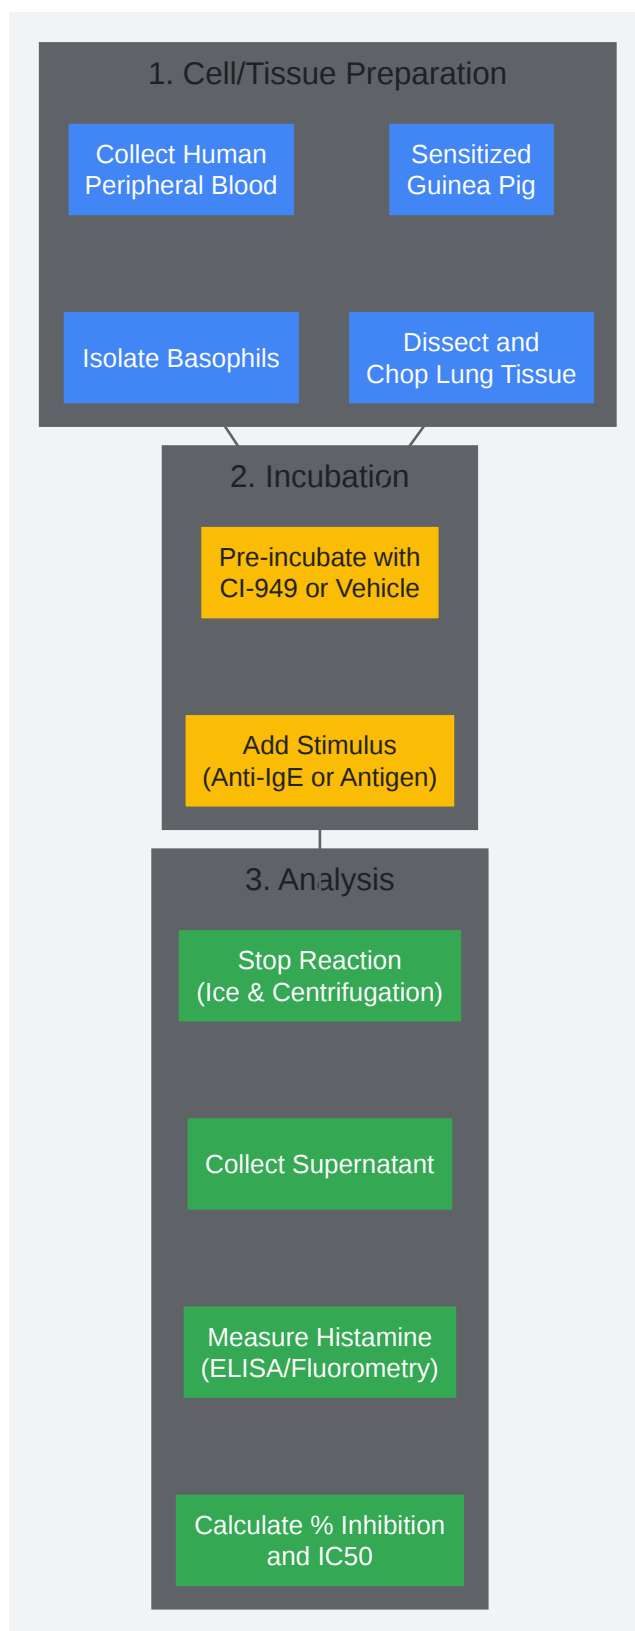 1. Cell/Tissue Preparation
Collect Human
Peripheral Blood
Sensitized
Guinea Pig
Isolate Basophils
Dissect and
Chop Lung Tissue
2. Incubation
Pre-incubate with
CI-949 or Vehicle
Add Stimulus
(Anti-IgE or Antigen)
3. Analysis
Stop Reaction
(Ice & Centrifugation)
Collect Supernatant
Measure Histamine
(ELISA/Fluorometry)
Calculate % Inhibition
and IC50